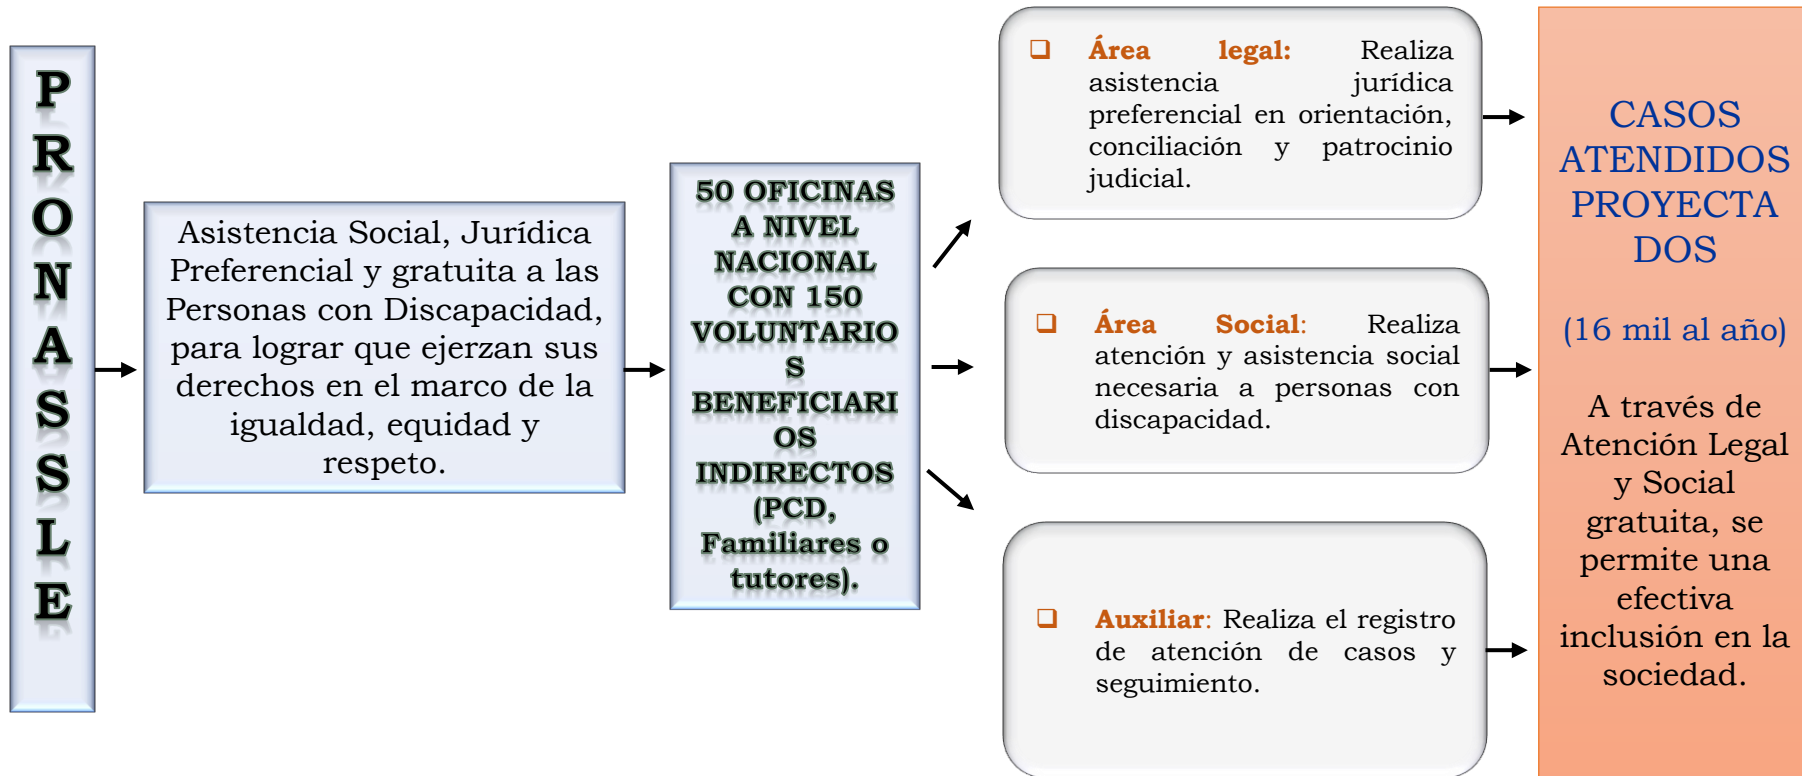 P
R
O
N
A
S
S
L
E
Asistencia Social, Jurídica
Preferencial y gratuita a las
Personas con Discapacidad,
para lograr que ejerzan sus
derechos en el marco de la
igualdad, equidad y
respeto.
50 OFICINAS
A NIVEL
NACIONAL
CON 150
VOLUNTARIO
S
BENEFICIARI
OS
INDIRECTOS
(PCD,
Familiares o
tutores).
Área legal: Realiza
asistencia jurídica
preferencial en orientación,
conciliación y patrocinio
judicial.
Área Social: Realiza
atención y asistencia social
necesaria a personas con
discapacidad.
Auxiliar: Realiza el registro
de atención de casos y
seguimiento.
CASOS
ATENDIDOS
PROYECTA
DOS
(16 mil al año)
A través de
Atención Legal
y Social
gratuita, se
permite una
efectiva
inclusión en la
sociedad.